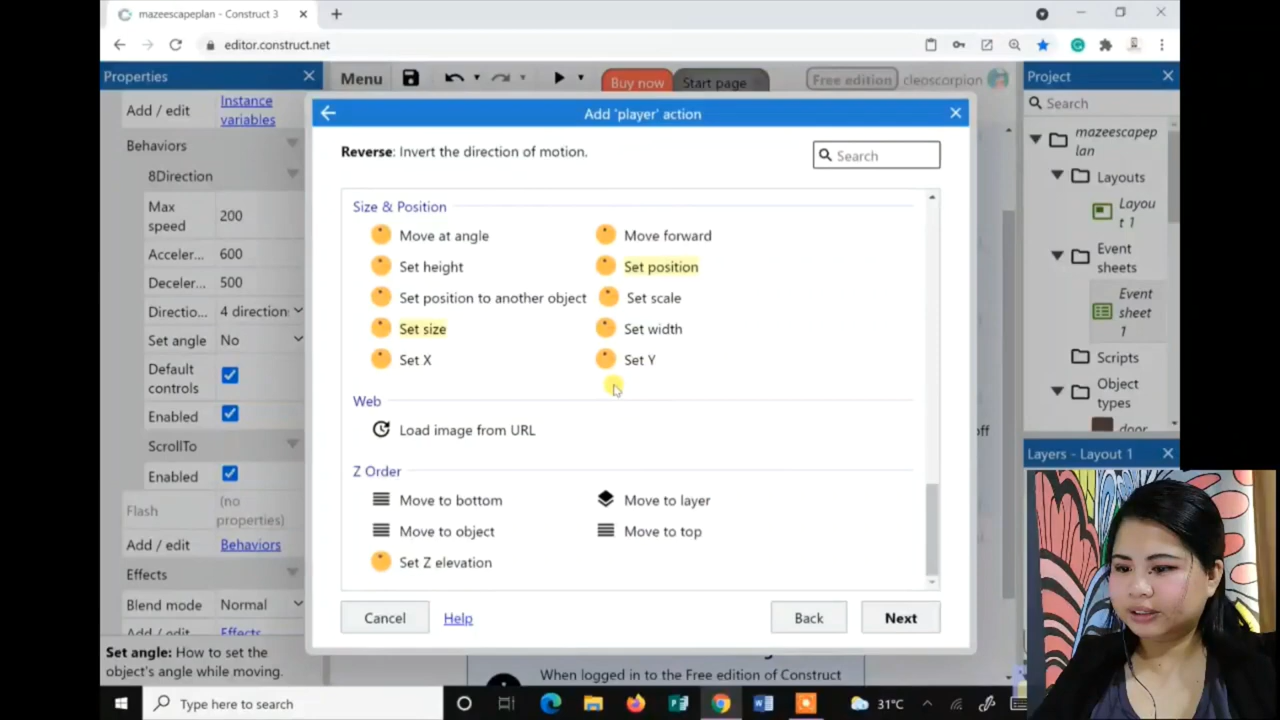 mazeescapeplan - Construct 3
editor.construct.net
Properties
Menu
Buy now
Start page
Free edition
cleoscorpion
Project
Add 'player' action
Add / edit
Instance variables
Reverse: Invert the direction of motion.
Search
Search
mazeescapep
lan
Behaviors
8Direction
Max speed
200
Acceler...
600
Deceler...
500
Directio...
4 direction
Set angle
No
Default controls
Enabled
ScrollTo
Enabled
Flash
(no properties)
Add / edit
Behaviors
Effects
Blend mode
Normal
Add / edit
Effects
Set angle: How to set the
object's angle while moving.
Size & Position
Move at angle
Move forward
Set height
Set position
Set position to another object
Set scale
Set size
Set width
Set X
Set Y
Web
Load image from URL
Z Order
Move to bottom
Move to layer
Move to object
Move to top
Set Z elevation
Cancel
Help
Back
Next
Layouts
Layou
t 1
Event
sheets
Event
sheet
1
Scripts
Object
types
door
off
Layers - Layout 1
When logged in to the Free edition of Construct
Type here to search
31°C